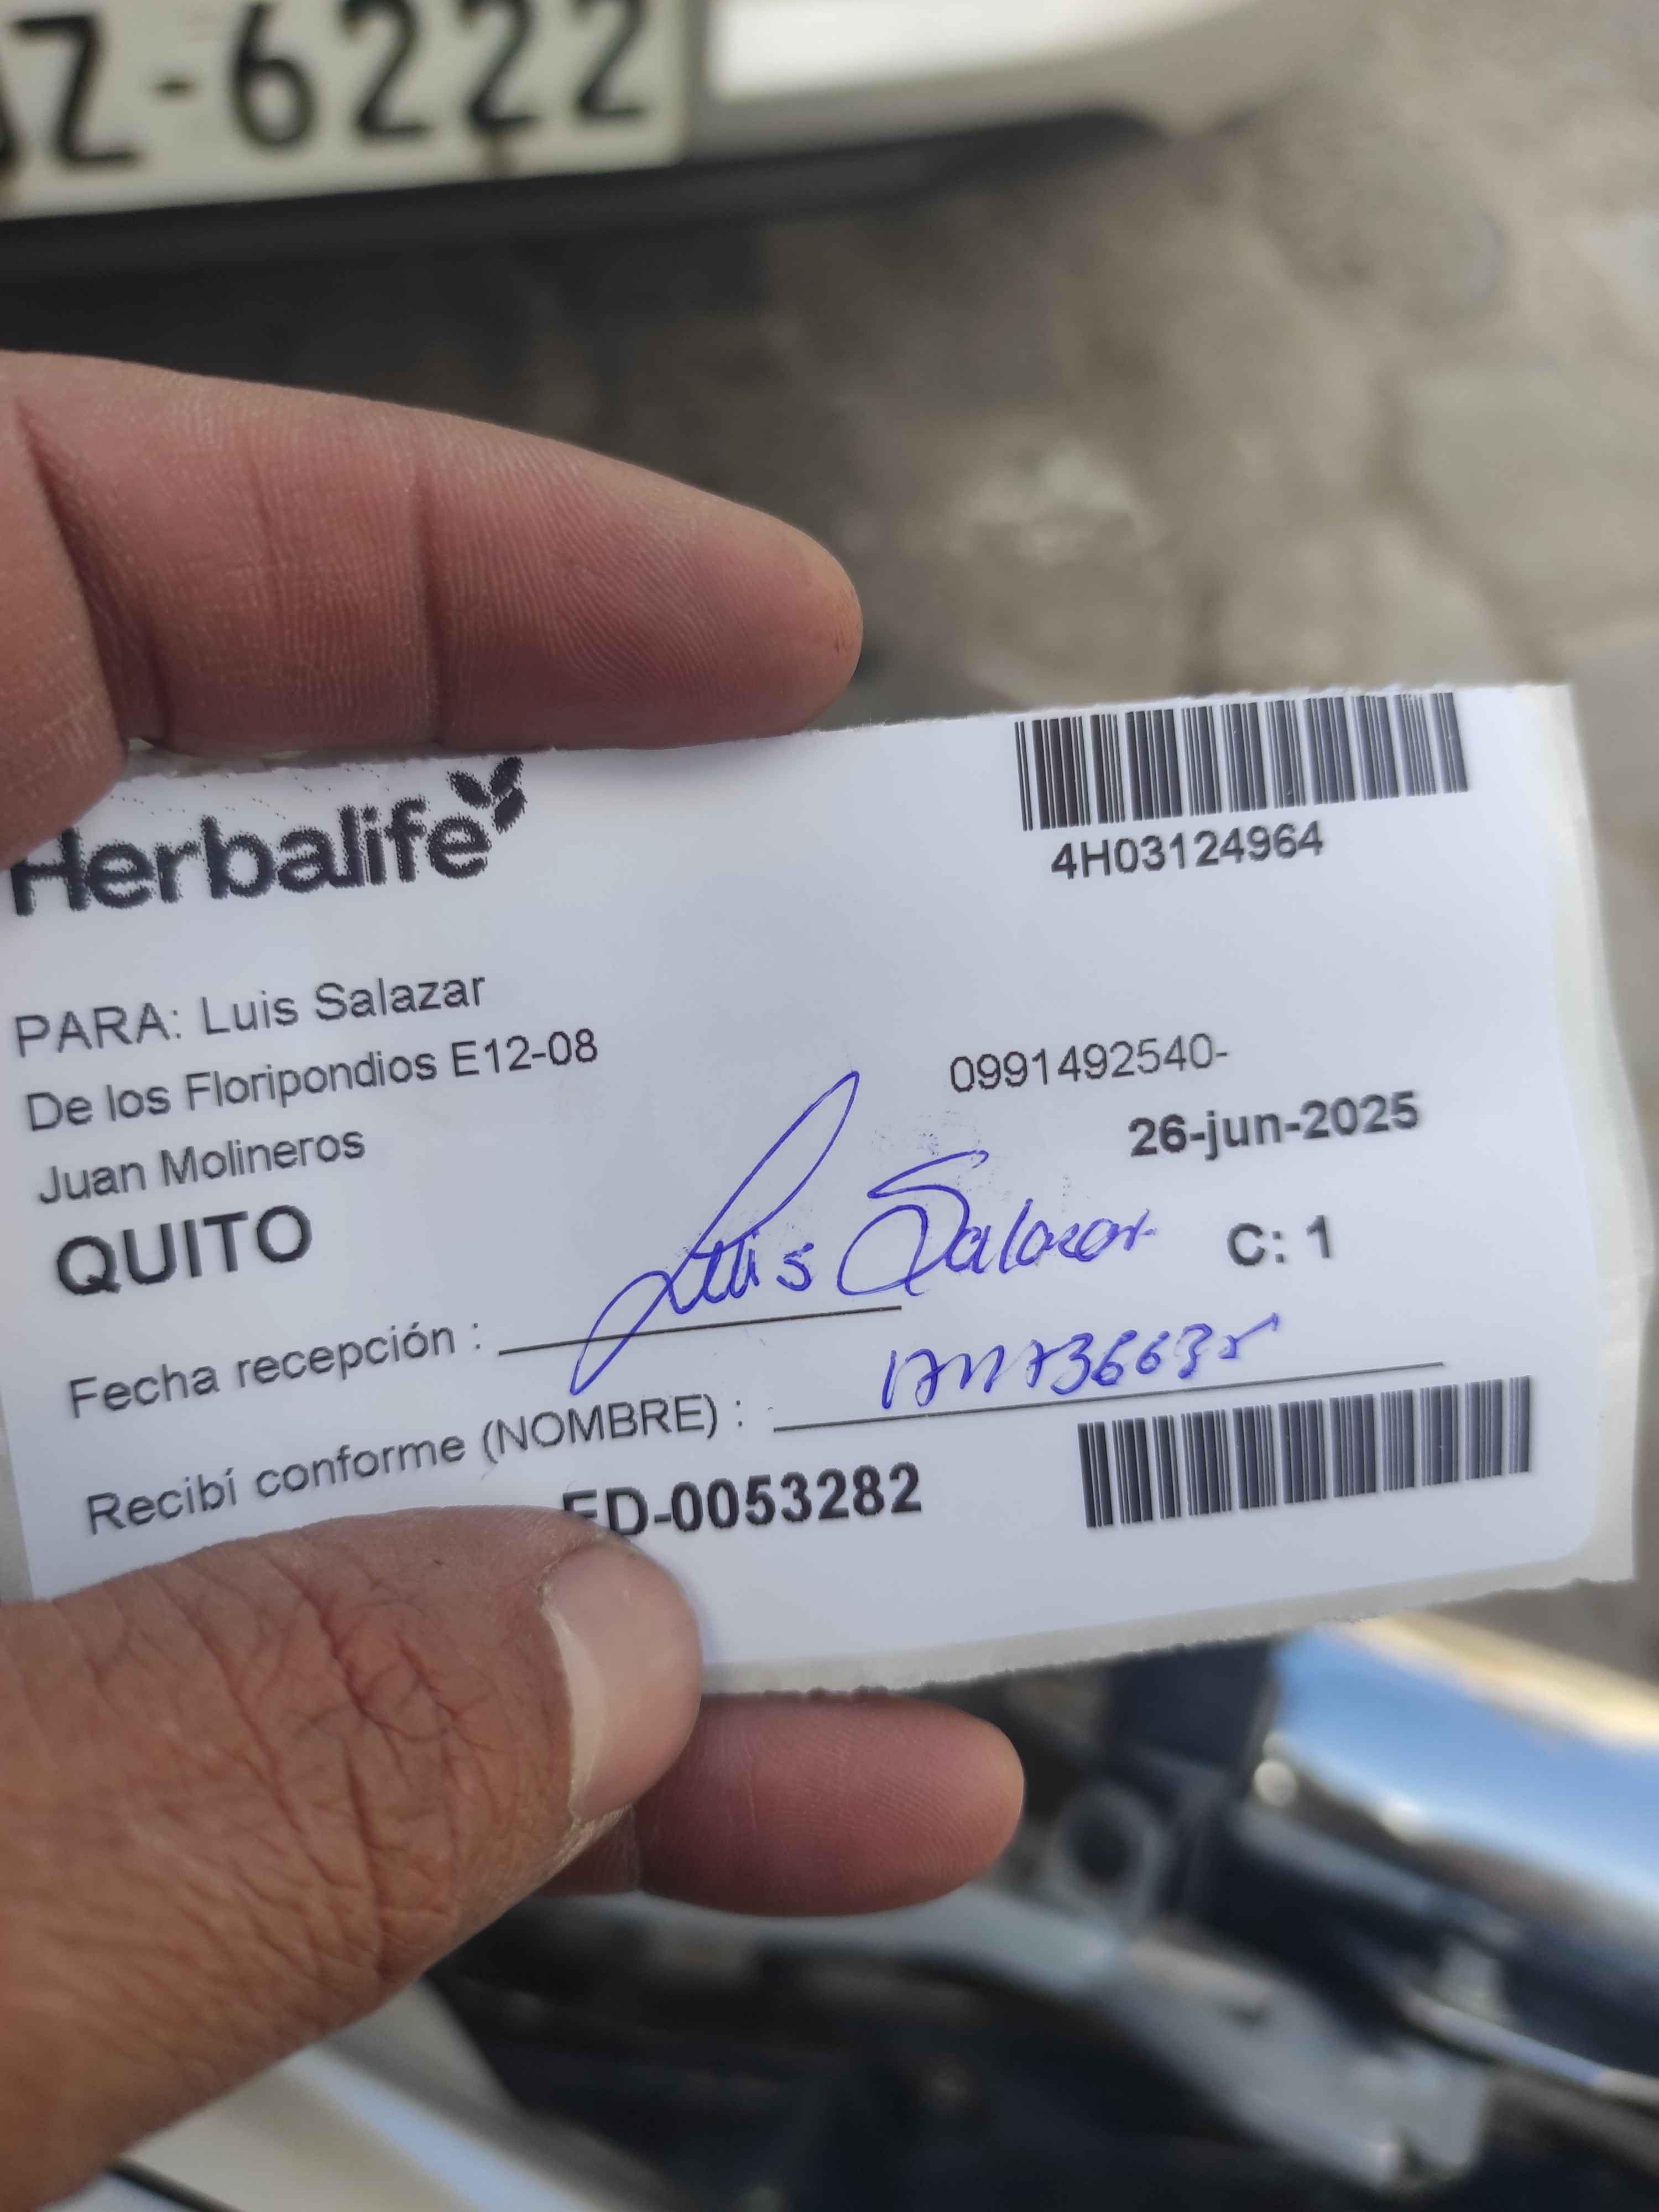 Z-6222
Herbalife
4H03124964
PARA: Luis Salazar
De los Floripondios E12-08
0991492540-
Juan Molineros
26-jun-2025
QUITO
C: 1
Fecha recepción :
Luis Salazar
Recibí conforme (NOMBRE) :
ED-0053282